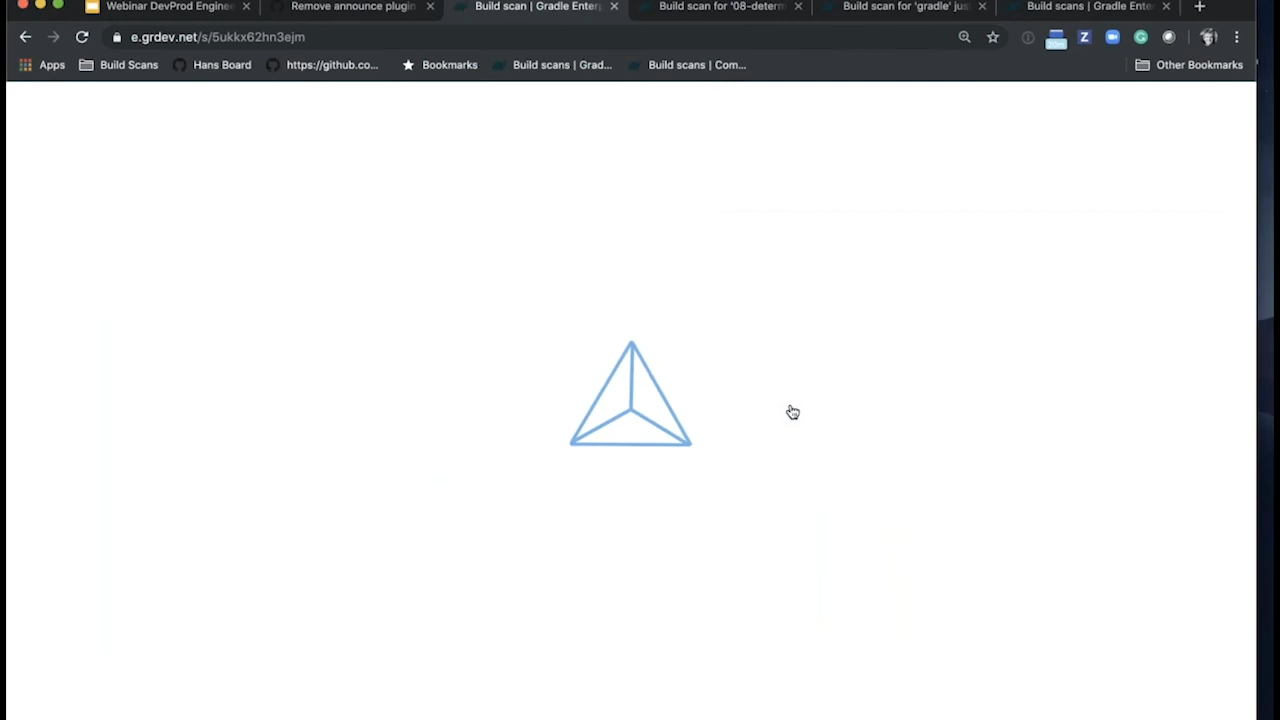 Webinar DevProd Engine
Remove announce plugin
Build scan | Gradle Enter
Build scan for '08-determ
Build scan for 'gradle' jus
Build scans | Gradle Ente
e.grdev.net/s/5ukkx62hn3ejm
Z
Apps
Build Scans
Hans Board
https://github.co...
Bookmarks
Build scans | Grad...
Build scans | Com...
Other Bookmarks